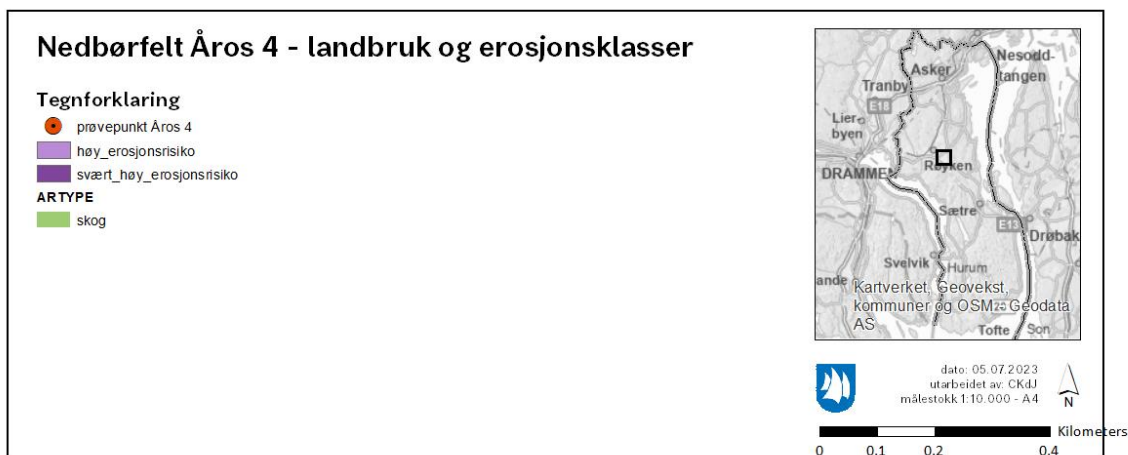 Nedbørfelt Åros 4 - landbruk og erosjonsklasser
Tegnforklaring
prøvepunkt Åros 4
høy_erosjonsrisiko
svært_høy_erosjonsrisiko
ARTYPE
skog
Nesodd-
tangen
Asker
Tranby
E18
Lier-
byen
DRAMMEN
Røyken
Sætre
E13
Drøbak
Svelvik
Hurum
ande
Kartverket, Geovekst,
kommuner og OSM - Geodata
AS
Tofte
Son
dato: 05.07.2023
utarbeidet av: CKdJ
målestokk 1:10.000 - A4
N
Kilometers
0 0,1 0,2 0,4